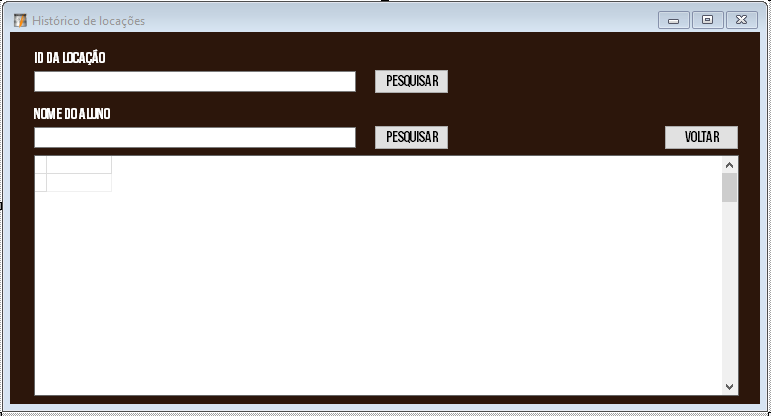 Histórico de locações
ID DA LOCAÇÃO
PESQUISAR
NOME DO ALUNO
PESQUISAR
VOLTAR